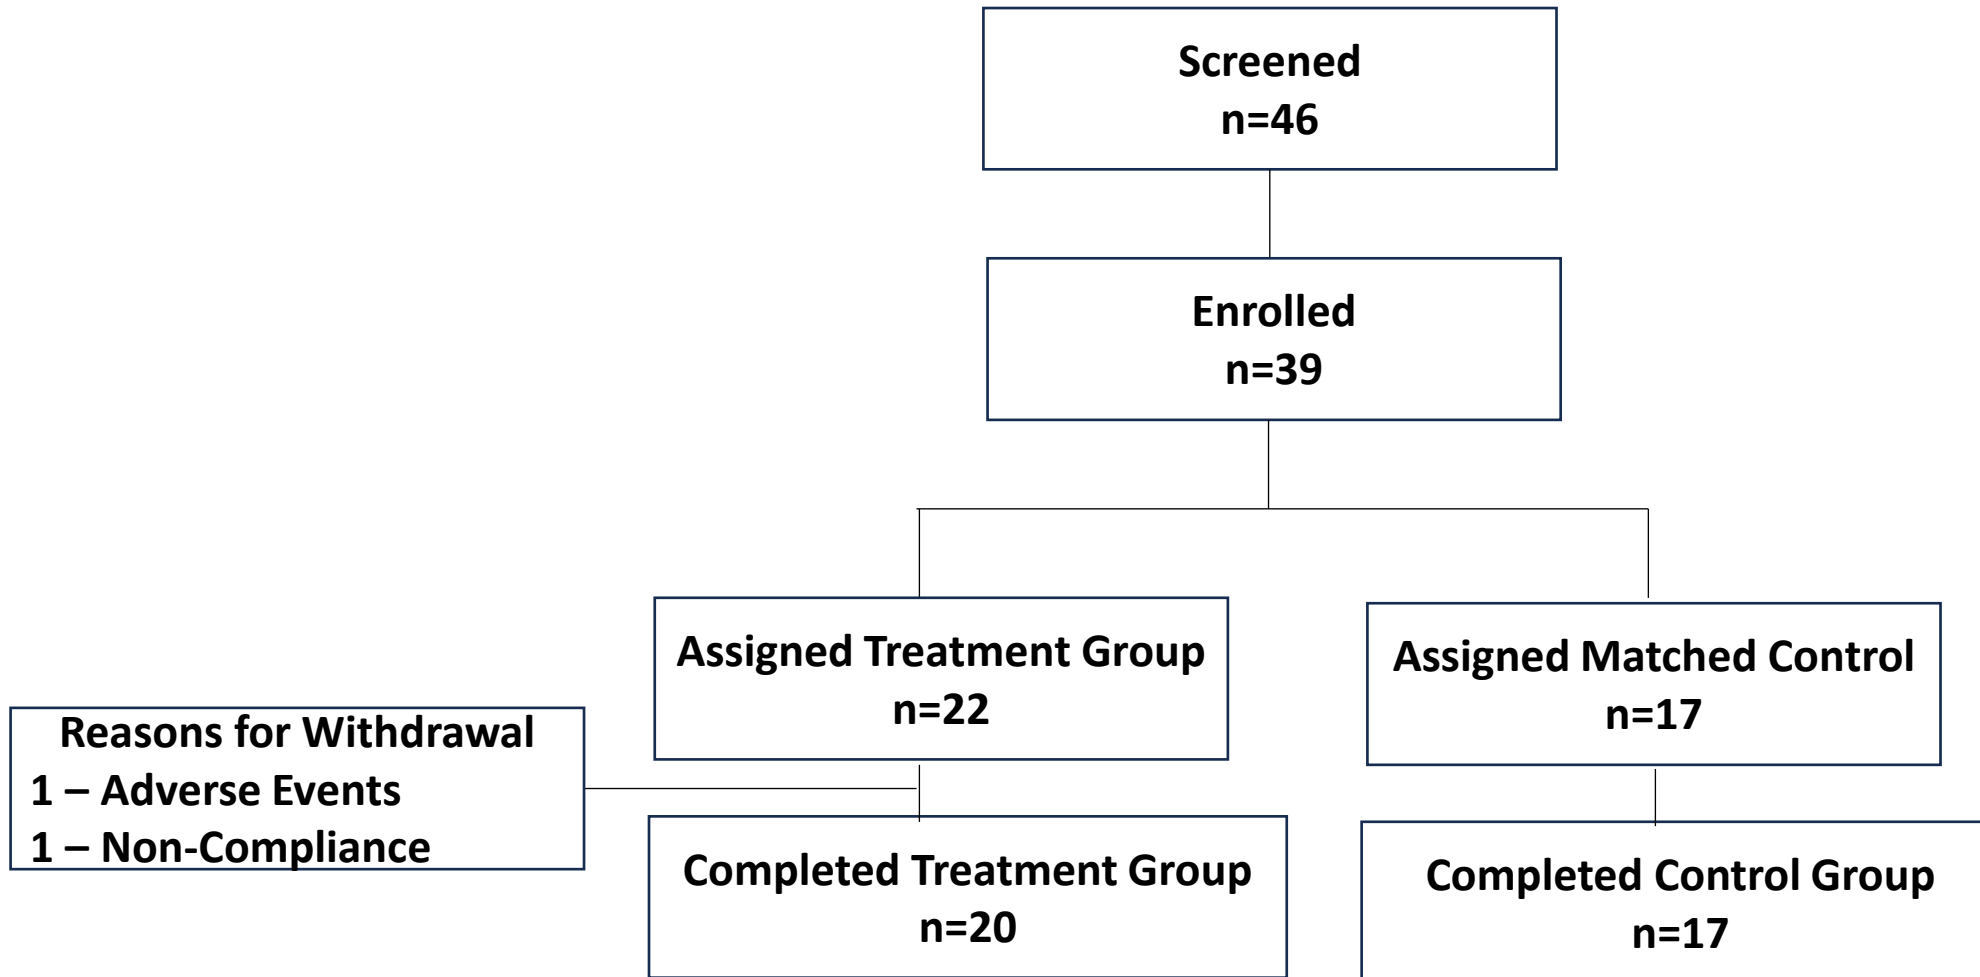 Screened
n=46
Enrolled
n=39
Assigned Treatment Group
n=22
Assigned Matched Control
n=17
Reasons for Withdrawal
1 – Adverse Events
1 – Non-Compliance
Completed Treatment Group
n=20
Completed Control Group
n=17